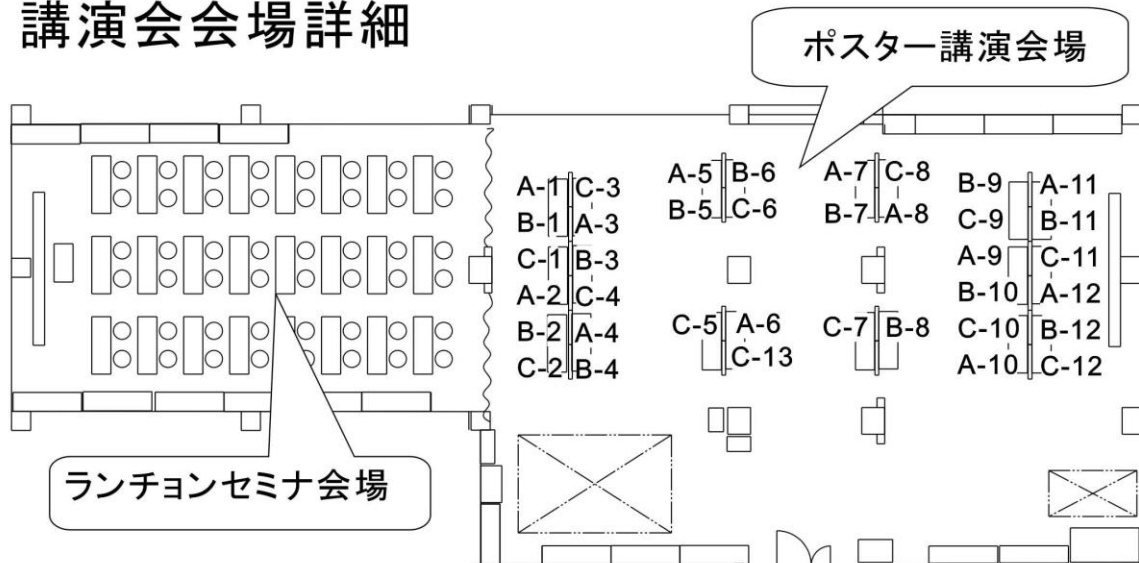 講演会会場詳細
ポスター講演会場
A-1 C-3
B-1 A-3
C-1 B-3
A-2 C-4
B-2 A-4
C-2 B-4
A-5 B-6
B-5 C-6
C-5 A-6
C-13
A-7 C-8
B-7 A-8
C-7 B-8
B-9 A-11
C-9 B-11
A-9 C-11
B-10 A-12
C-10 B-12
A-10 C-12
ランチョンセミナ会場